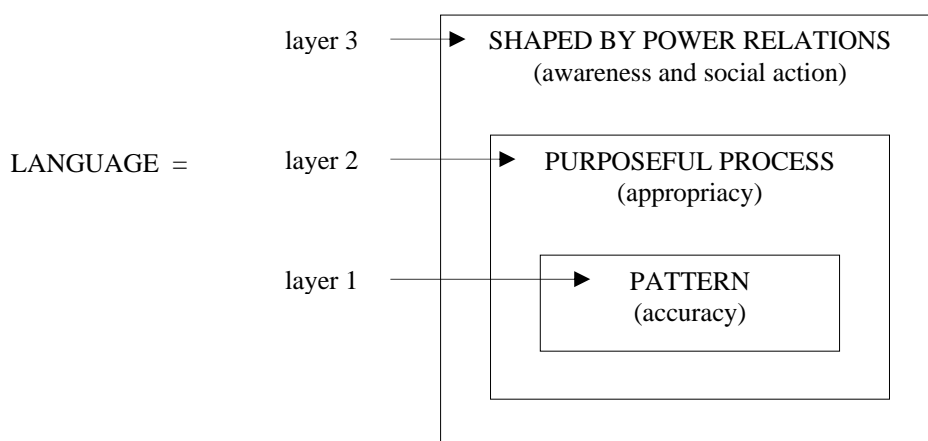 layer 3 SHAPED BY POWER RELATIONS
(awareness and social action)
LANGUAGE = layer 2 PURPOSEFUL PROCESS
(appropriacy)
layer 1 PATTERN
(accuracy)